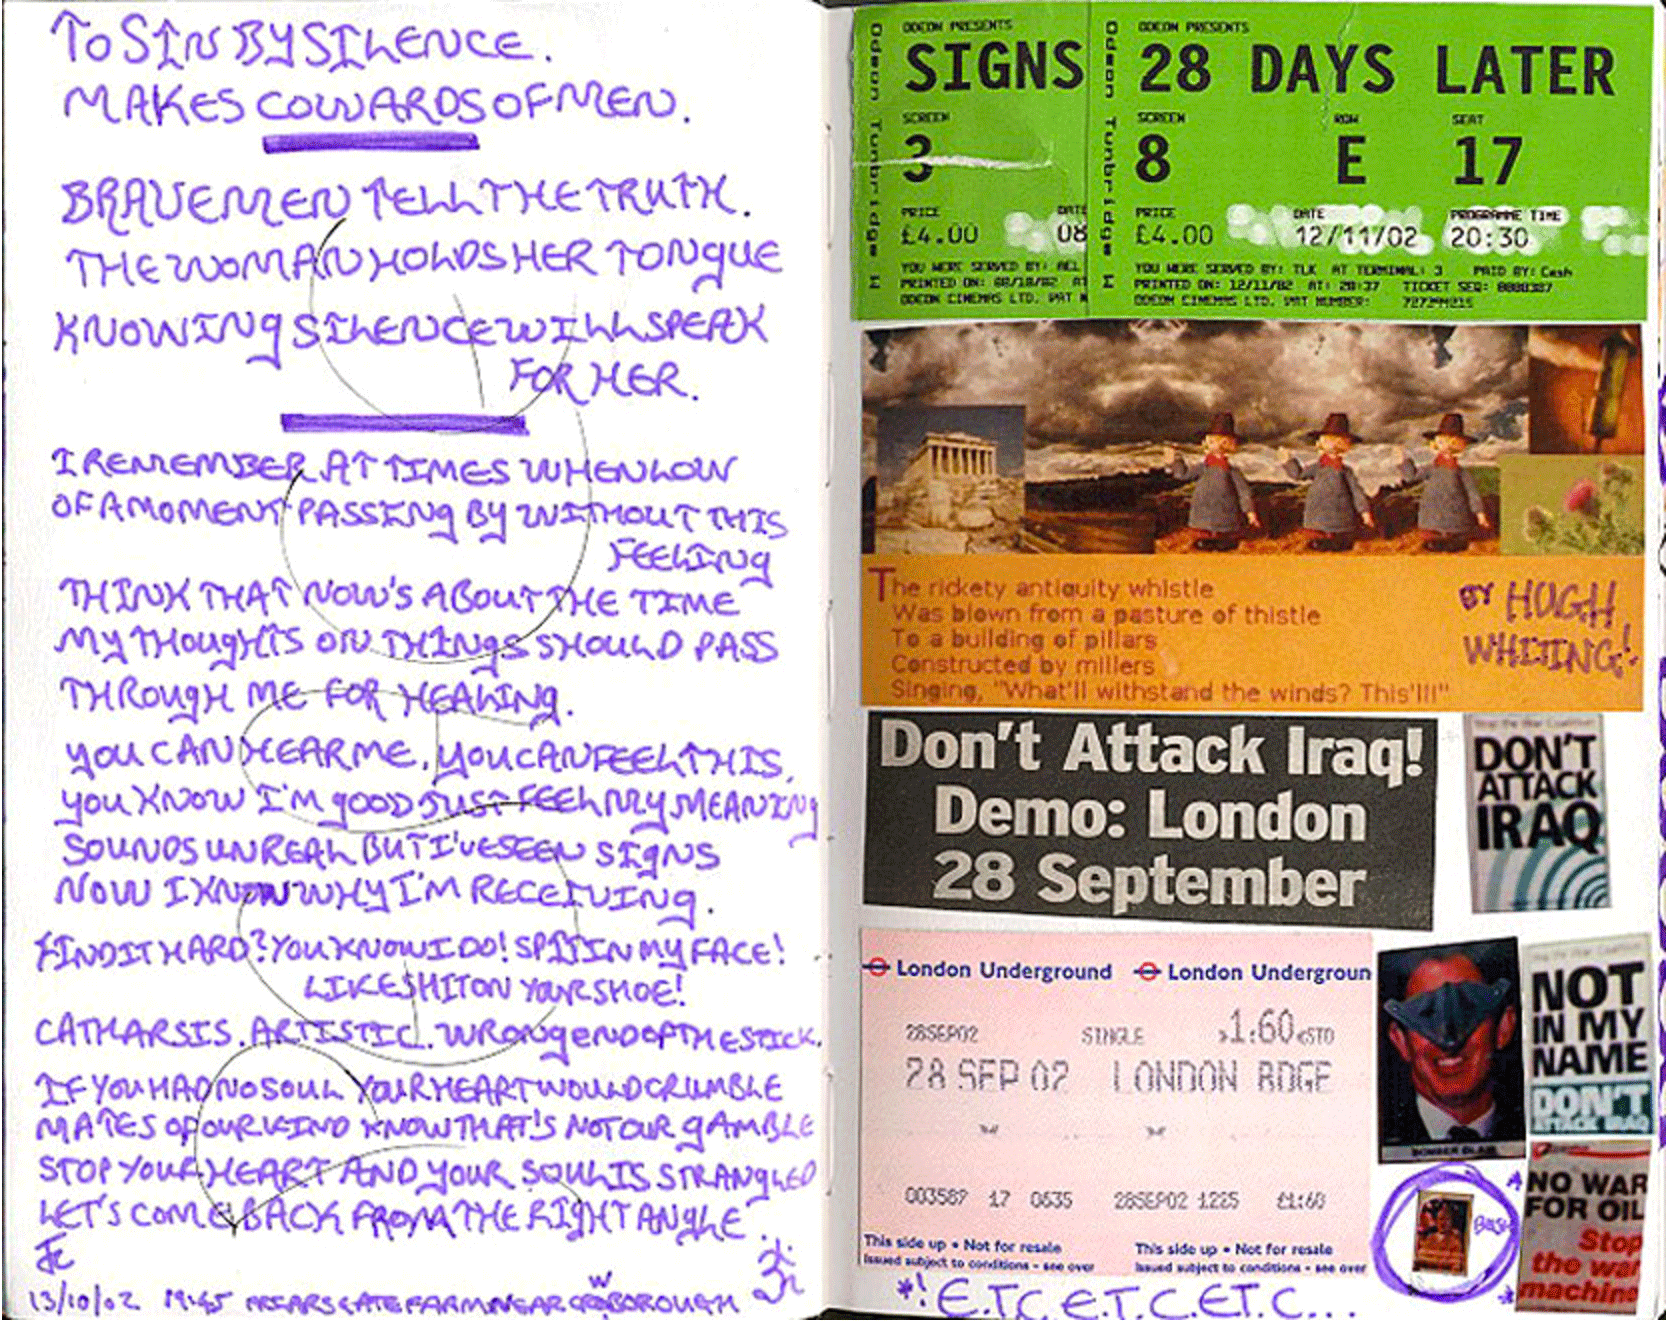 TO SIN BY SILENCE.
MAKES COWARDS OF MEN.
BRAVE MEN TELL THE TRUTH.
THE WOMAN HOLDS HER TONGUE
KNOWING SILENCE WILL SPEAK
FOR HER.
I REMEMBER AT TIMES WHEN LOW
OF A MOMENT PASSING BY WITHOUT THIS
FEELING
THINK THAT NOW'S ABOUT THE TIME
MY THOUGHTS ON THINGS SHOULD PASS
THROUGH ME FOR HEALING.
YOU CAN HEAR ME. YOU CAN FEEL THIS.
YOU KNOW I'M GOOD JUST FEEL MY MEANING
SOUNDS UNREAL BUT I'VE SEEN SIGNS
NOW I KNOW WHY I'M RECEIVING.
FIND IT HARD? YOU KNOW I DO! SPIT IN MY FACE!
LIKE SHIT ON YOUR SHOE!
CATHARSIS. ARTISTIC. WRONG END OF THE STICK.
IF YOU HAD NO SOUL YOUR HEART WOULD CRUMBLE
MATES OF OUR KIND KNOW THAT'S NOT OUR GAMBLE
STOP YOUR HEART AND YOUR SOUL IS STRANGLED
LET'S COME BACK FROM THE RIGHT ANGLE.
13/10/02 19:45 FRIARS GATE FARM NEAR CROWBOROUGH
Odeon Tunbridge W
ODEON PRESENTS
SIGNS
SCREEN
3
PRICE DATE
£4.00 08
YOU WERE SERVED BY:
PRINTED ON: 08/10/02 AT
ODEON CINEMAS LTD. VAT N
Odeon Tunbridge W
ODEON PRESENTS
28 DAYS LATER
SCREEN ROW SEAT
8 E 17
PRICE DATE PROGRAMME TIME
£4.00 12/11/02 20:30
YOU WERE SERVED BY: TLK AT TERMINAL: 3 PAID BY: Cash
PRINTED ON: 12/11/02 AT: 20:37 TICKET SEQ:
ODEON CINEMAS LTD. VAT NUMBER:
The rickety antiquity whistle
Was blown from a pasture of thistle
To a building of pillars
Constructed by millers
Singing, "What'll withstand the winds? This'll!"
BY HUGH
WHITING!
Don't Attack Iraq!
Demo: London
28 September
Stop the War Coalition
DON'T
ATTACK
IRAQ
London Underground London Undergroun
28SEP02 SINGLE 1.60 STD
28 SEP 02 LONDON BDGE
003587 17 0635 28SEP02 1225 £1:60
This side up • Not for resale This side up • Not for resale
Issued subject to conditions - see over Issued subject to conditions - see over
BOMBER BLAIR
Stop the War Coalition
NOT
IN MY
NAME
DON'T
ATTACK IRAQ
BUSH
NO WAR
FOR OIL
Stop
the war
machine
*! E.T.C. E.T.C. E.T.C...